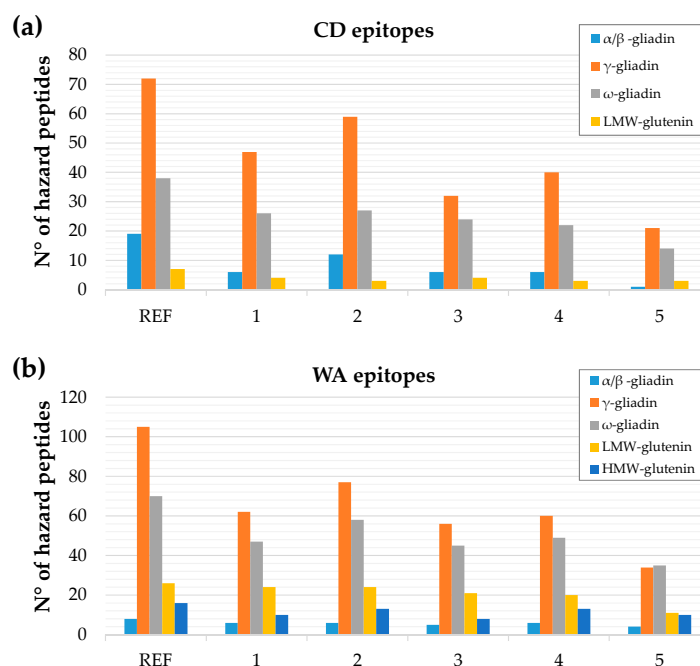 (a)
CD epitopes
N° of hazard peptides
80
70
60
50
40
30
20
10
0
REF 1 2 3 4 5
α/β -gliadin
γ-gliadin
ω-gliadin
LMW-glutenin
(b)
WA epitopes
N° of hazard peptides
120
100
80
60
40
20
0
REF 1 2 3 4 5
α/β -gliadin
γ-gliadin
ω-gliadin
LMW-glutenin
HMW-glutenin